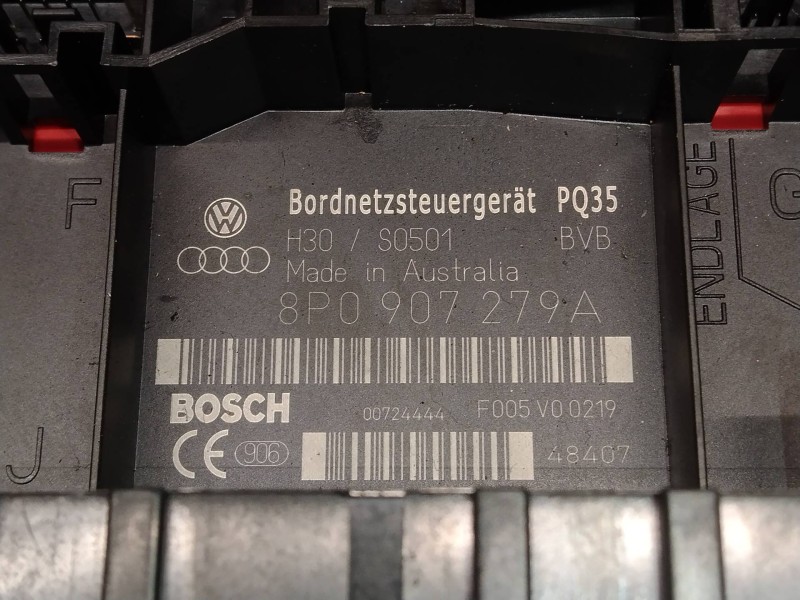 Bordnetzsteuergerät PQ35
H30 / S0501 BVB
Made in Australia
8P0 907 279A
BOSCH 00724444 F005 V0 0219
CE 906 48407
F
J
ENDLAGE
G